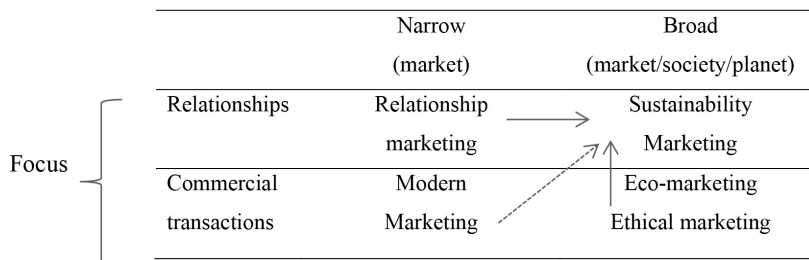 Narrow Broad
(market) (market/society/planet)
Relationships Relationship Sustainability
marketing Marketing
Focus
Commercial Modern Eco-marketing
transactions Marketing Ethical marketing